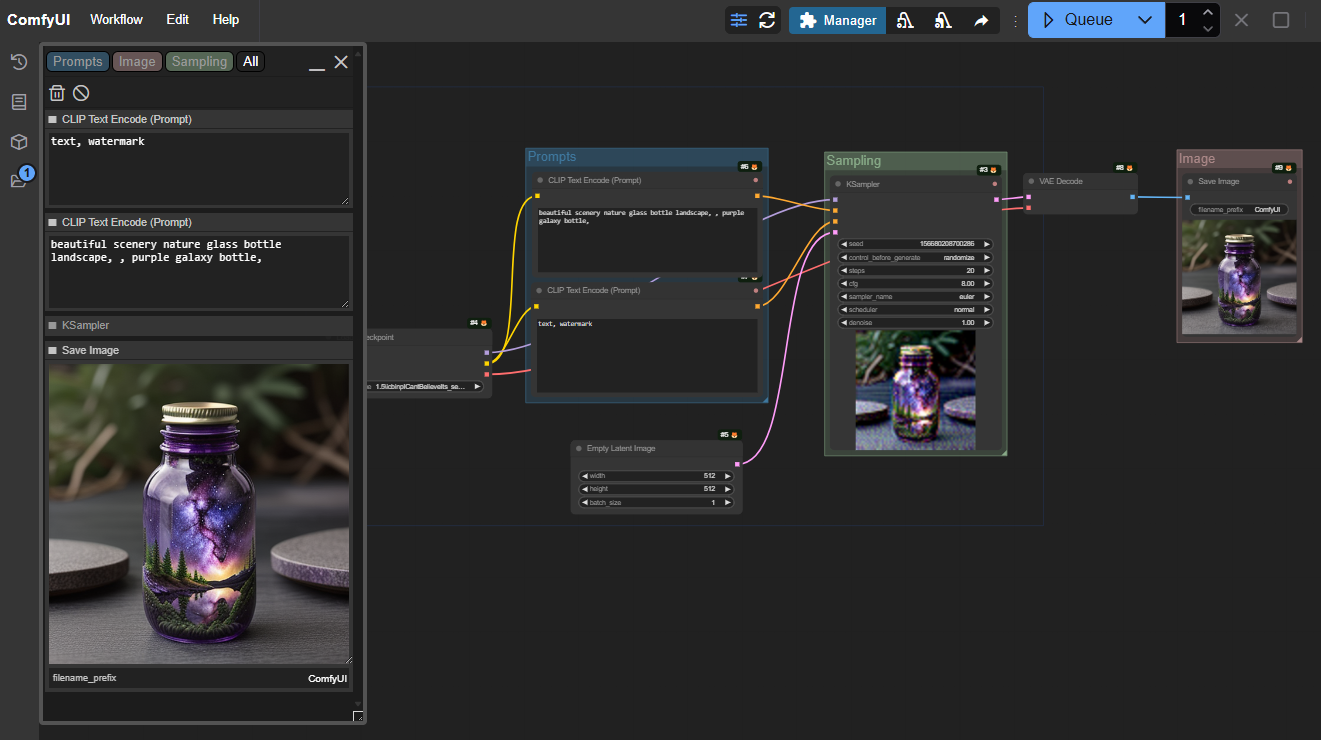 ComfyUI Workflow Edit Help
Manager
Queue
1
1
Prompts Image Sampling All
CLIP Text Encode (Prompt)
text, watermark
CLIP Text Encode (Prompt)
beautiful scenery nature glass bottle
landscape, , purple galaxy bottle,
KSampler
Save Image
filename_prefix ComfyUI
#4
eckpoint
1.5\icbinpICantBelieveIts_se...
Prompts
#6
CLIP Text Encode (Prompt)
beautiful scenery nature glass bottle landscape, , purple
galaxy bottle,
CLIP Text Encode (Prompt)
text, watermark
#5
Empty Latent Image
width 512
height 512
batch_size 1
Sampling
#3
KSampler
seed 156680208700286
control_before_generate randomize
steps 20
cfg 8.00
sampler_name euler
scheduler normal
denoise 1.00
#8
VAE Decode
Image
#9
Save Image
filename_prefix ComfyUI